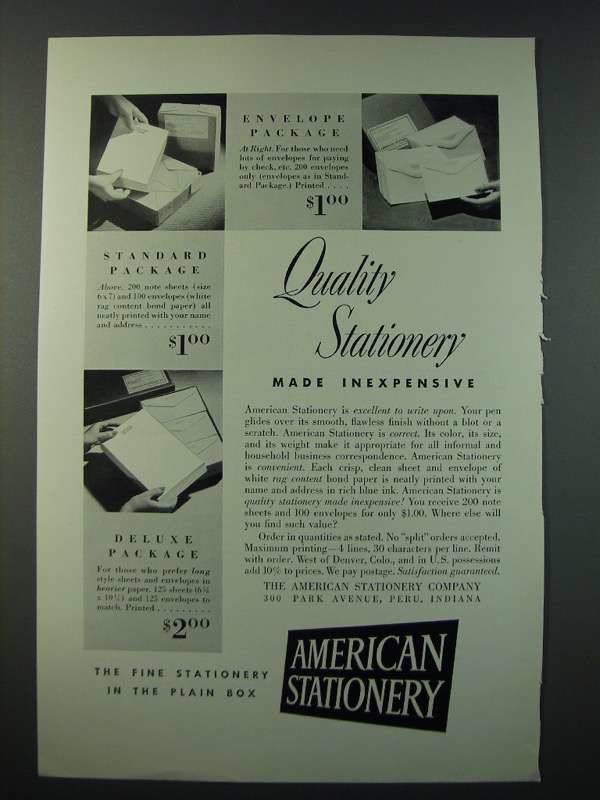 ENVELOPE
PACKAGE
At Right. For those who need
lots of envelopes for paying
by check, etc. 200 envelopes
only (envelopes as in Stand-
ard Package.) Printed . . . .
$1.00
STANDARD
PACKAGE
Above. 200 note sheets (size
6 x 7) and 100 envelopes (white
rag content bond paper) all
neatly printed with your name
and address . . . . . . . . . . .
$1.00
DELUXE
PACKAGE
For those who prefer long
style sheets and envelopes in
heavier paper. 125 sheets
and 125 envelopes to
match. Printed . . . . . . . . .
$2.00
Quality
Stationery
MADE INEXPENSIVE
American Stationery is excellent to write upon. Your pen
glides over its smooth, flawless finish without a blot or a
scratch. American Stationery is correct. Its color, its size,
and its weight make it appropriate for all informal and
household business correspondence. American Stationery
is convenient. Each crisp, clean sheet and envelope of
white rag content bond paper is neatly printed with your
name and address in rich blue ink. American Stationery is
quality stationery made inexpensive! You receive 200 note
sheets and 100 envelopes for only $1.00. Where else will
you find such value?
Order in quantities as stated. No "split" orders accepted.
Maximum printing—4 lines, 30 characters per line. Remit
with order. West of Denver, Colo., and in U.S. possessions
add 10% to prices. We pay postage. Satisfaction guaranteed.
THE AMERICAN STATIONERY COMPANY
300 PARK AVENUE, PERU, INDIANA
THE FINE STATIONERY
IN THE PLAIN BOX
AMERICAN
STATIONERY